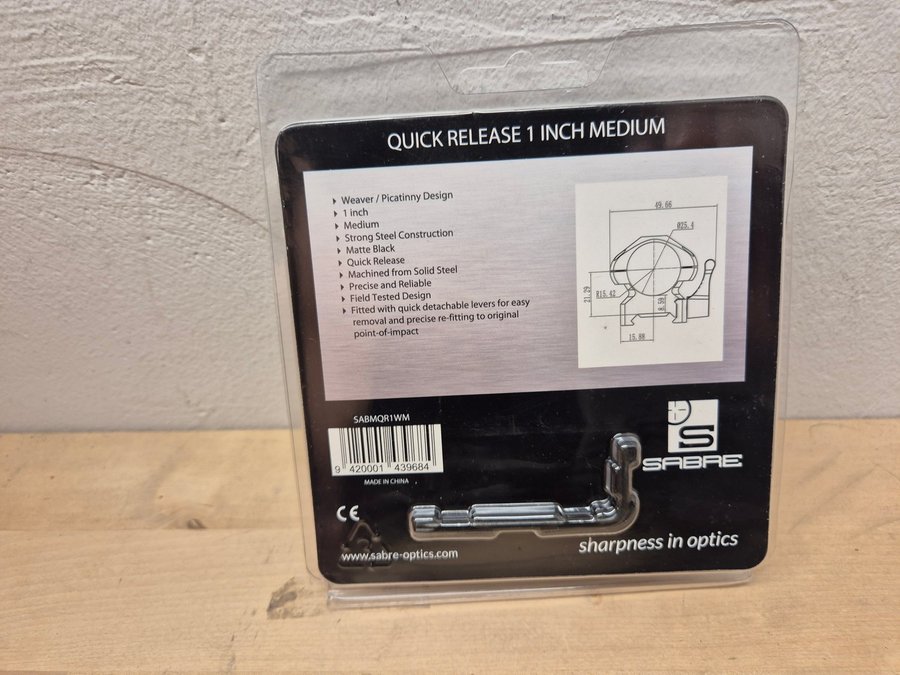 QUICK RELEASE 1 INCH MEDIUM
Weaver / Picatinny Design
1 inch
Medium
Strong Steel Construction
Matte Black
Quick Release
Machined from Solid Steel
Precise and Reliable
Field Tested Design
Fitted with quick detachable levers for easy
removal and precise re-fitting to original
point-of-impact
49.66
Ø25.4
21.29
R15.42
8.59
15.88
SABMQR1WM
9 420001 439684
MADE IN CHINA
CE
www.sabre-optics.com
S
SABRE
sharpness in optics